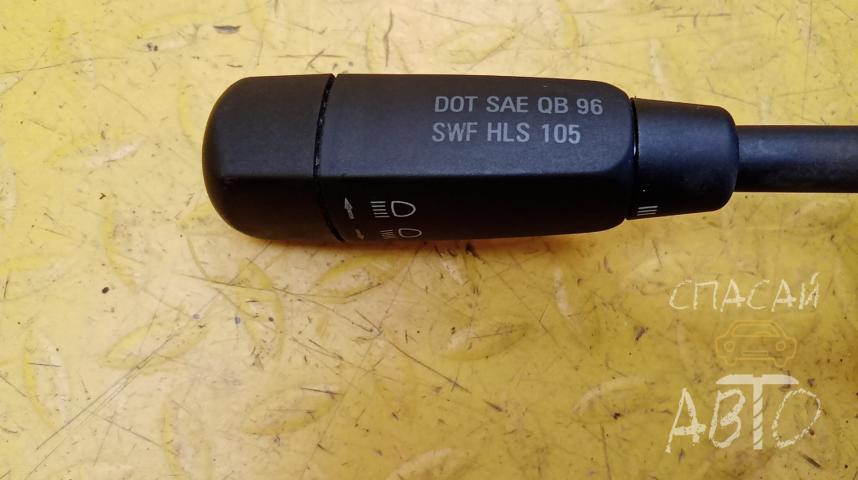 DOT SAE QB 96
SWF HLS 105
СПАСАЙ
АВТО